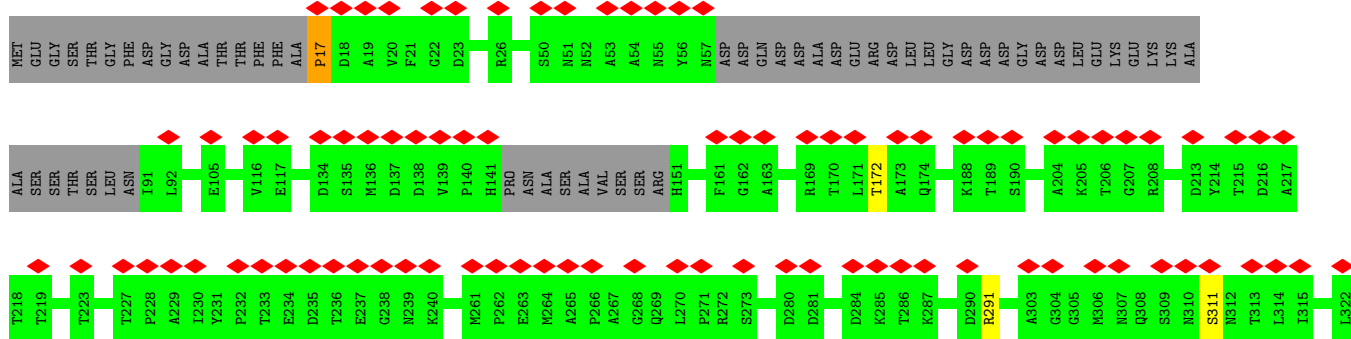 MET GLU GLY SER THR GLY PHE ASP GLY ASP ALA THR THR PHE PHE ALA P17 D18 A19 V20 F21 G22 D23 R26 S50 N51 N52 A53 A54 N55 Y56 N57 ASP ASP GLN ASP ASP ALA ASP GLU ARG ASP LEU LEU GLY ASP ASP ASP GLY ASP ASP LEU GLU LYS GLU LYS LYS ALA
ALA SER SER THR SER LEU ASN I91 L92 E105 V116 E117 D134 S135 M136 D137 D138 V139 P140 H141 PRO ASN ALA SER ALA VAL SER SER ARG H151 F161 G162 A163 R169 T170 L171 T172 A173 Q174 K188 T189 S190 A204 K205 T206 G207 R208 D213 Y214 T215 D216 A217
T218 T219 T223 T227 P228 A229 I230 Y231 P232 T233 E234 D235 T236 E237 G238 N239 K240 M261 P262 E263 M264 A265 P266 A267 G268 Q269 L270 P271 R272 S273 D280 D281 D284 K285 T286 K287 D290 R291 A303 G304 G305 M306 N307 Q308 S309 N310 S311 N312 T313 L314 I315 L322